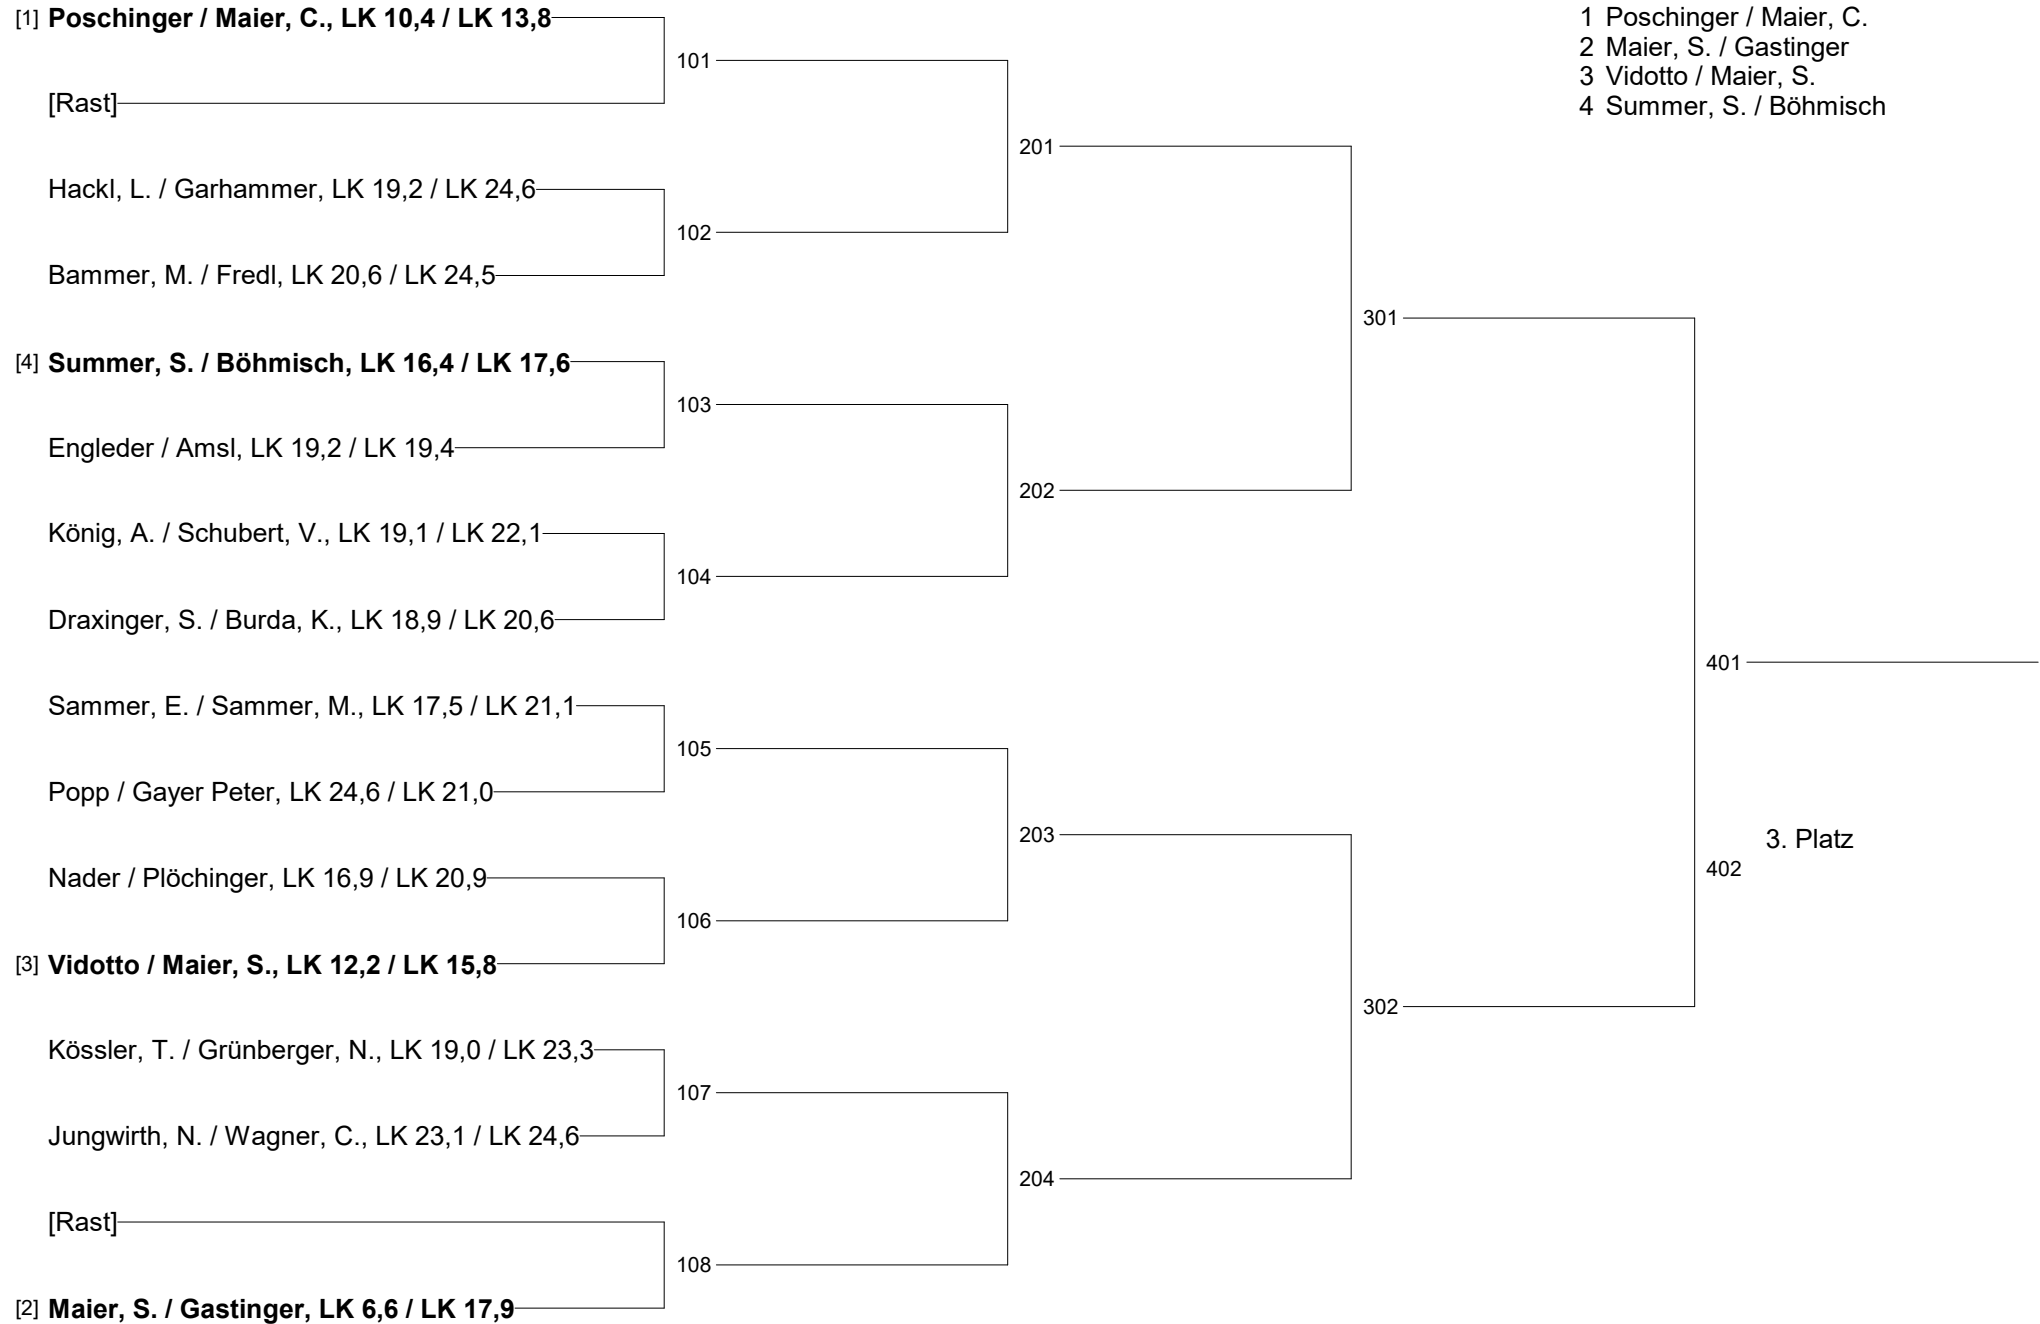 [1] Poschinger / Maier, C., LK 10,4 / LK 13,8
[Rast]
Hackl, L. / Garhammer, LK 19,2 / LK 24,6
Bammer, M. / Fredl, LK 20,6 / LK 24,5
[4] Summer, S. / Böhmisch, LK 16,4 / LK 17,6
Engleder / Amsl, LK 19,2 / LK 19,4
König, A. / Schubert, V., LK 19,1 / LK 22,1
Draxinger, S. / Burda, K., LK 18,9 / LK 20,6
Sammer, E. / Sammer, M., LK 17,5 / LK 21,1
Popp / Gayer Peter, LK 24,6 / LK 21,0
Nader / Plöchinger, LK 16,9 / LK 20,9
[3] Vidotto / Maier, S., LK 12,2 / LK 15,8
Kössler, T. / Grünberger, N., LK 19,0 / LK 23,3
Jungwirth, N. / Wagner, C., LK 23,1 / LK 24,6
[Rast]
[2] Maier, S. / Gastinger, LK 6,6 / LK 17,9
101
102
103
104
105
106
107
108
201
202
203
204
301
302
401
3. Platz
402
1 Poschinger / Maier, C.
2 Maier, S. / Gastinger
3 Vidotto / Maier, S.
4 Summer, S. / Böhmisch